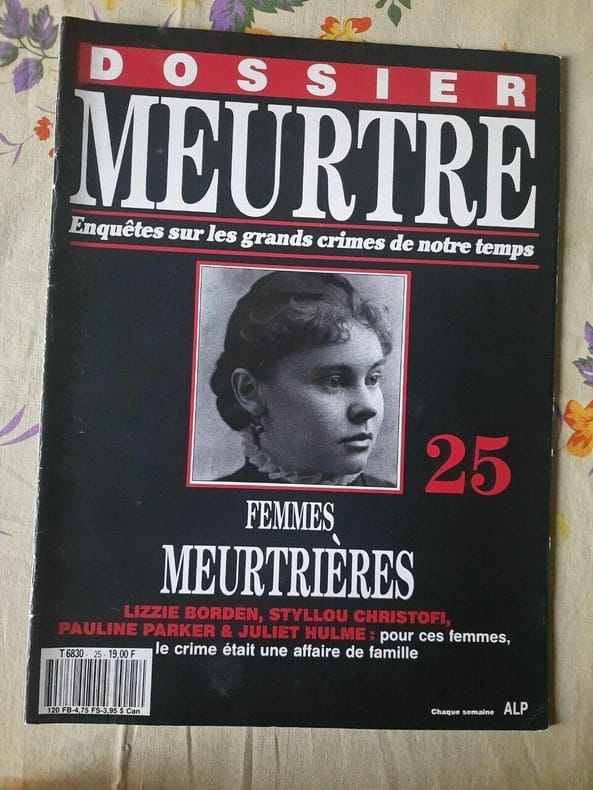 DOSSIER
MEURTRE
Enquêtes sur les grands crimes de notre temps
25
FEMMES
MEURTRIÈRES
LIZZIE BORDEN, STYLLOU CHRISTOFI,
PAULINE PARKER & JULIET HULME : pour ces femmes,
le crime était une affaire de famille
T 6830 - 25 - 19,00 F
120 FB-4,75 FS-3,95 $ Can
Chaque semaine ALP